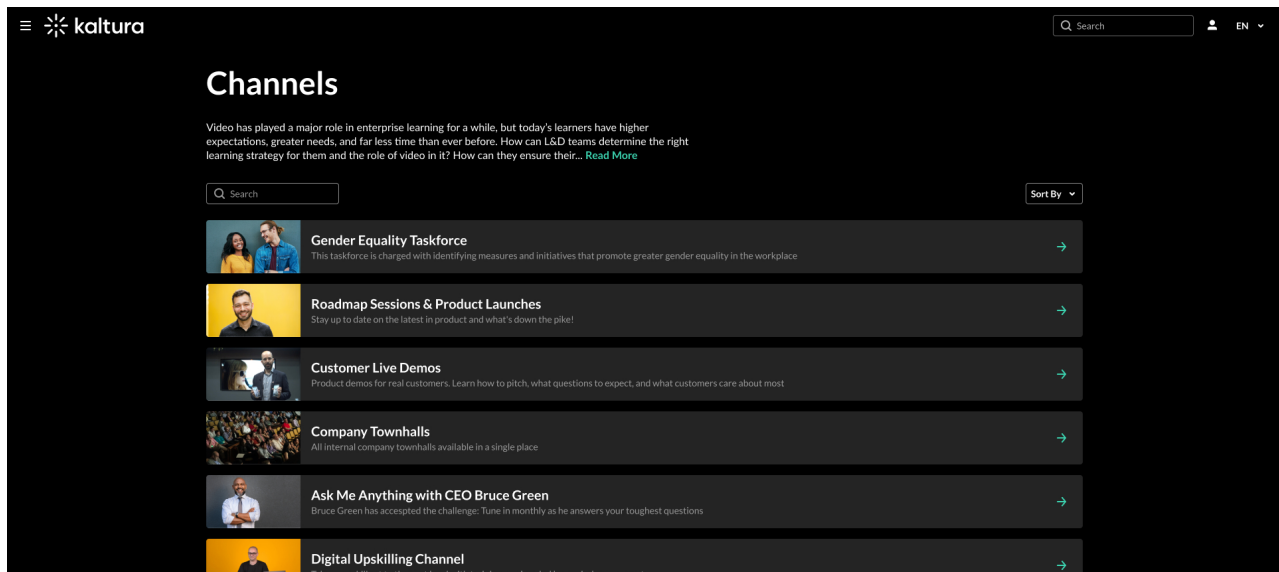 kaltura
Search
EN
Channels
Video has played a major role in enterprise learning for a while, but today's learners have higher
expectations, greater needs, and far less time than ever before. How can L&D teams determine the right
learning strategy for them and the role of video in it? How can they ensure their... Read More
Search
Sort By
Gender Equality Taskforce
This taskforce is charged with identifying measures and initiatives that promote greater gender equality in the workplace
Roadmap Sessions & Product Launches
Stay up to date on the latest in product and what's down the pike!
Customer Live Demos
Product demos for real customers. Learn how to pitch, what questions to expect, and what customers care about most
Company Townhalls
All internal company townhalls available in a single place
Ask Me Anything with CEO Bruce Green
Bruce Green has accespted the challenge: Tune in monthly as he answers your toughest questions
Digital Upskilling Channel